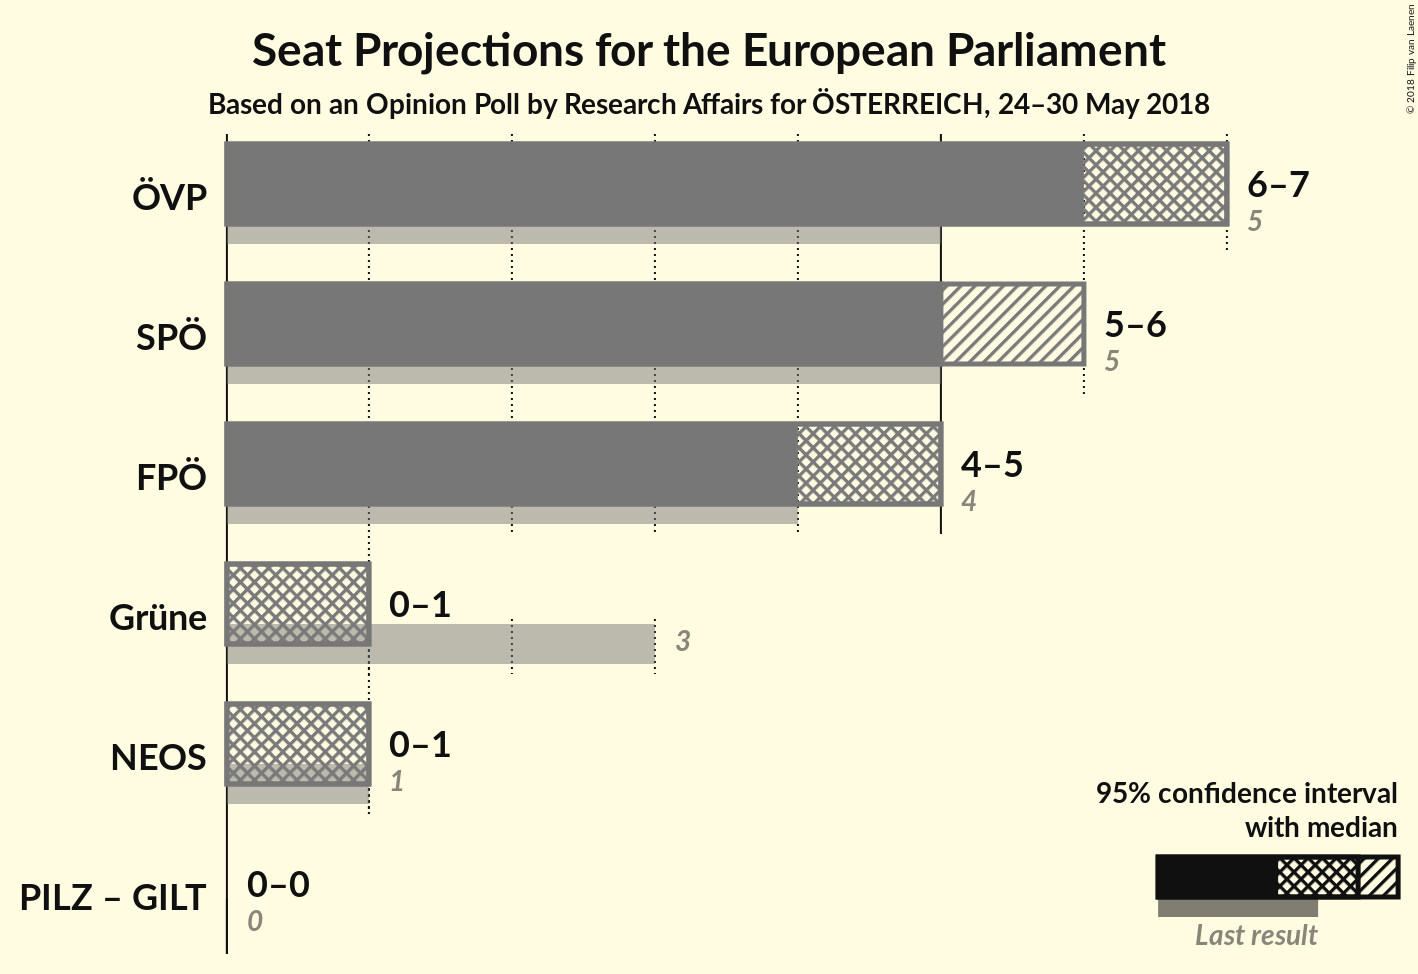 Seat Projections for the European Parliament
Based on an Opinion Poll by Research Affairs for ÖSTERREICH, 24–30 May 2018
© 2018 Filip van Laenen
ÖVP
6–7
5
SPÖ
5–6
5
FPÖ
4–5
4
Grüne
0–1
3
NEOS
0–1
1
PILZ – GILT
0–0
0
95% confidence interval
with median
Last result